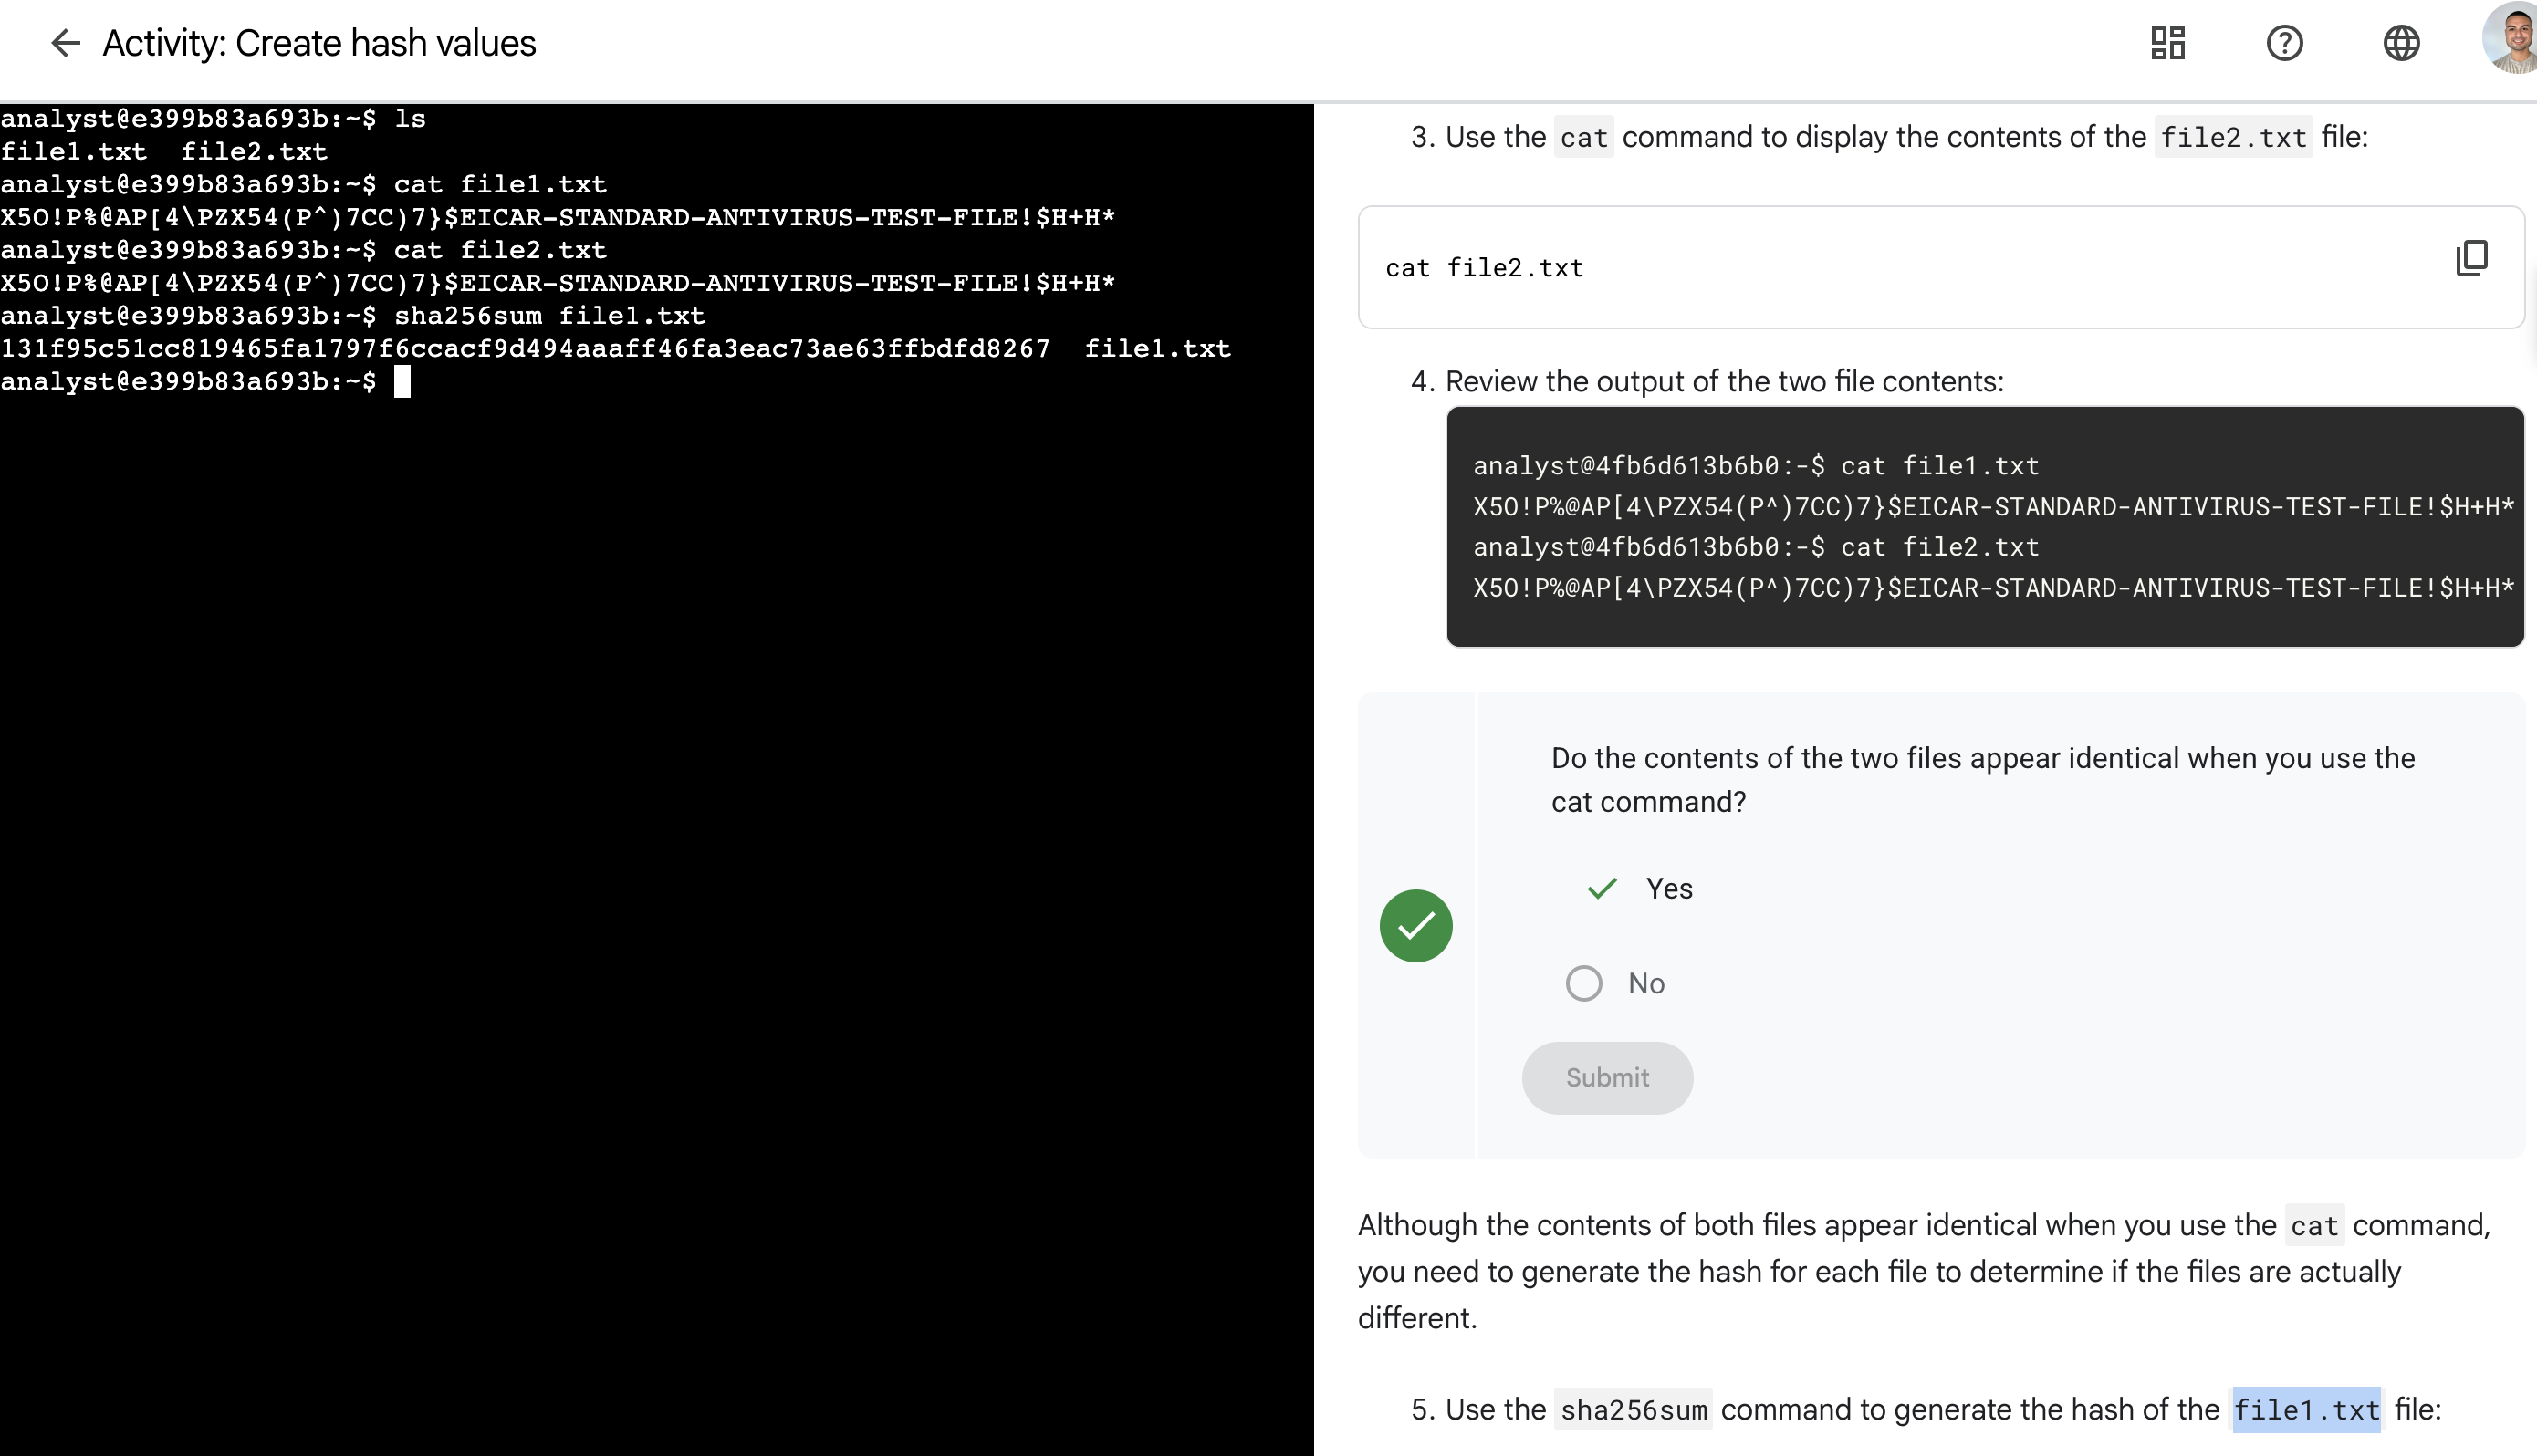 Activity: Create hash values
analyst@e399b83a693b:~$ ls
file1.txt  file2.txt
analyst@e399b83a693b:~$ cat file1.txt
X5O!P%@AP[4\PZX54(P^)7CC)7}$EICAR-STANDARD-ANTIVIRUS-TEST-FILE!$H+H*
analyst@e399b83a693b:~$ cat file2.txt
X5O!P%@AP[4\PZX54(P^)7CC)7}$EICAR-STANDARD-ANTIVIRUS-TEST-FILE!$H+H*
analyst@e399b83a693b:~$ sha256sum file1.txt
131f95c51cc819465fa1797f6ccacf9d494aaaff46fa3eac73ae63ffbdfd8267  file1.txt
analyst@e399b83a693b:~$
3. Use the cat command to display the contents of the file2.txt file:
cat file2.txt
4. Review the output of the two file contents:
analyst@4fb6d613b6b0:-$ cat file1.txt
X5O!P%@AP[4\PZX54(P^)7CC)7}$EICAR-STANDARD-ANTIVIRUS-TEST-FILE!$H+H*
analyst@4fb6d613b6b0:-$ cat file2.txt
X5O!P%@AP[4\PZX54(P^)7CC)7}$EICAR-STANDARD-ANTIVIRUS-TEST-FILE!$H+H*
Do the contents of the two files appear identical when you use the
cat command?
Yes
No
Submit
Although the contents of both files appear identical when you use the cat command,
you need to generate the hash for each file to determine if the files are actually
different.
5. Use the sha256sum command to generate the hash of the file1.txt file: